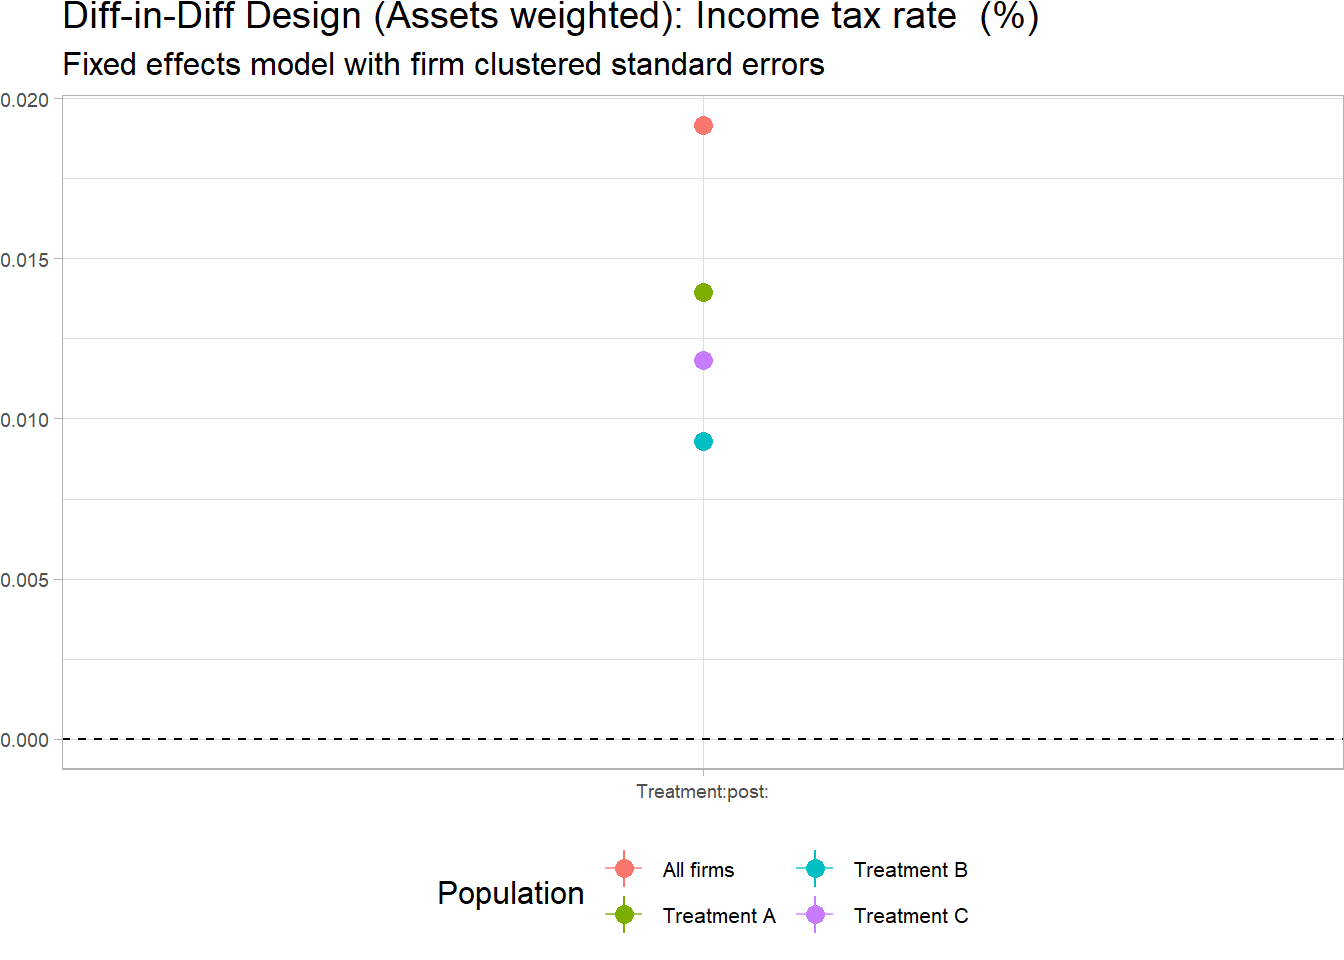 Diff-in-Diff Design (Assets weighted): Income tax rate  (%)
Fixed effects model with firm clustered standard errors
0.020
0.015
0.010
0.005
0.000
Treatment:post:
Population
All firms
Treatment B
Treatment A
Treatment C